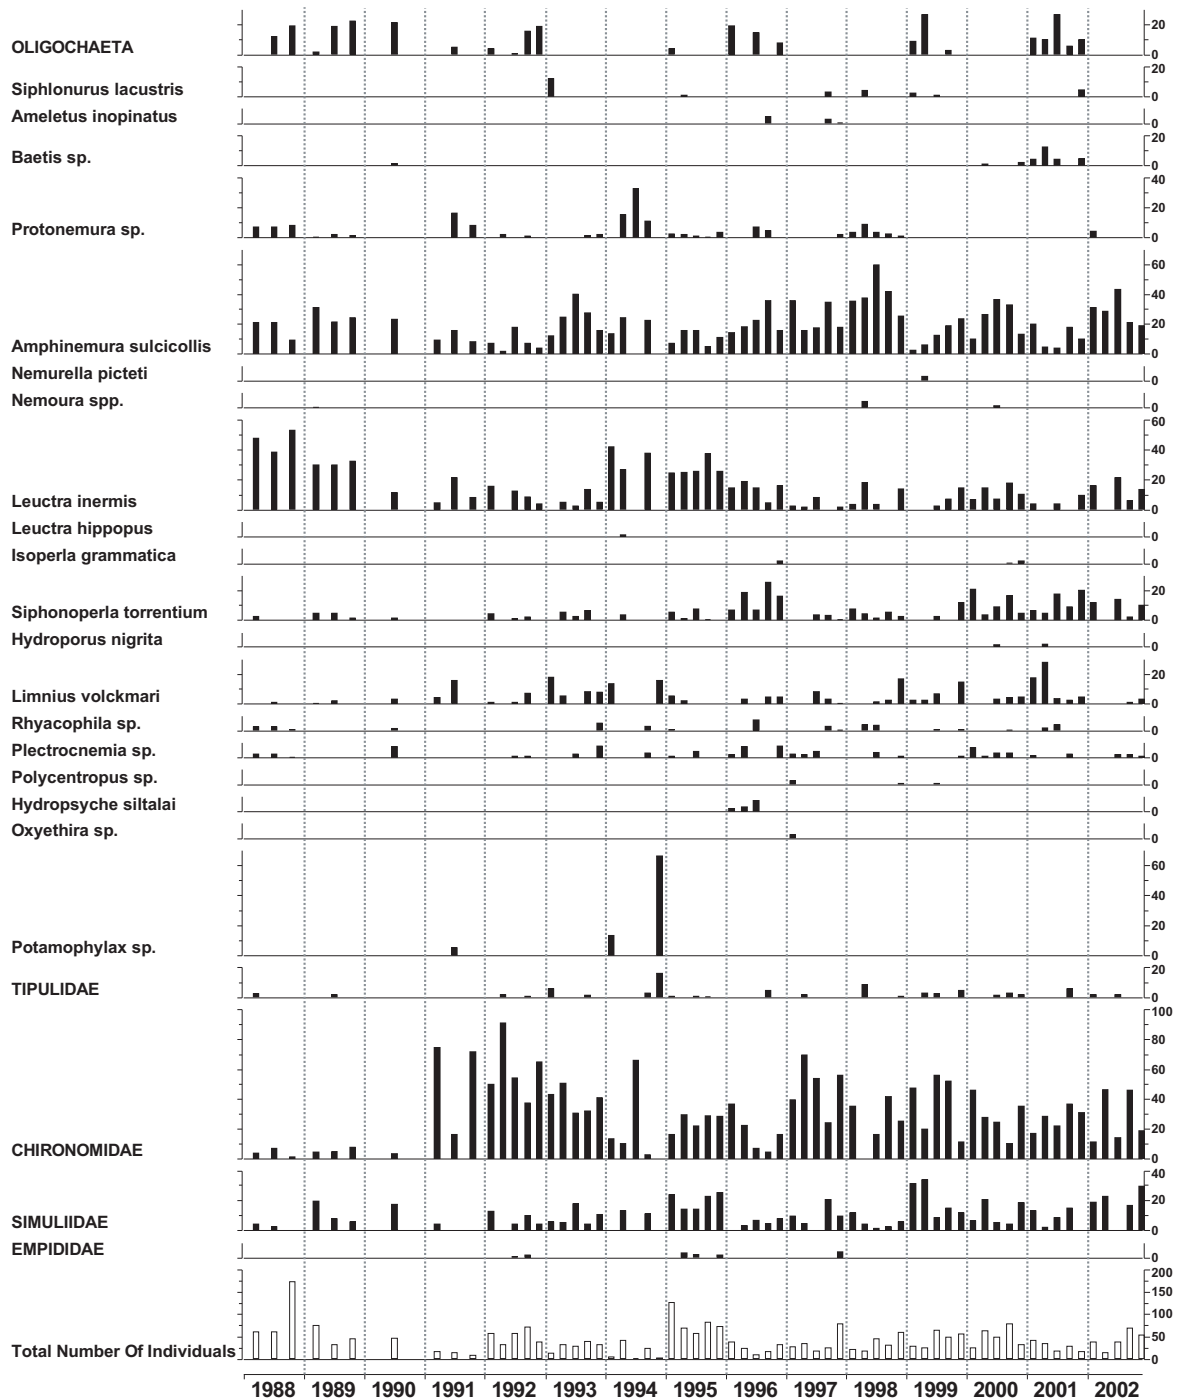 OLIGOCHAETA
20
0
Siphlonurus lacustris
20
0
Ameletus inopinatus
0
Baetis sp.
20
0
Protonemura sp.
40
20
0
Amphinemura sulcicollis
60
40
20
0
Nemurella picteti
0
Nemoura spp.
0
Leuctra inermis
60
40
20
0
Leuctra hippopus
0
Isoperla grammatica
0
Siphonoperla torrentium
20
0
Hydroporus nigrita
0
Limnius volckmari
20
0
Rhyacophila sp.
0
Plectrocnemia sp.
0
Polycentropus sp.
0
Hydropsyche siltalai
0
Oxyethira sp.
0
Potamophylax sp.
60
40
20
0
TIPULIDAE
20
0
CHIRONOMIDAE
100
80
60
40
20
0
SIMULIIDAE
40
20
0
EMPIDIDAE
0
Total Number Of Individuals
200
150
100
50
0
1988 1989 1990 1991 1992 1993 1994 1995 1996 1997 1998 1999 2000 2001 2002